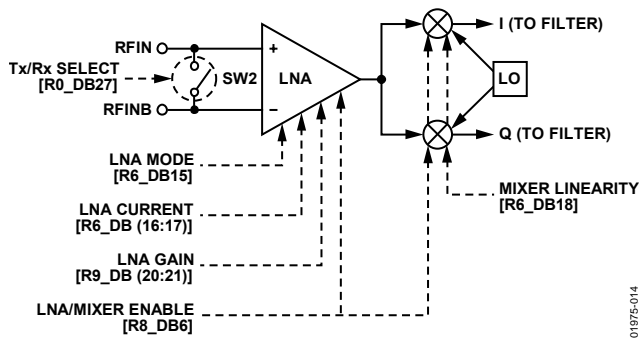 RFIN
I (TO FILTER)
Tx/Rx SELECT
[R0_DB27]
SW2
+
LNA
LO
RFINB
−
Q (TO FILTER)
LNA MODE
[R6_DB15]
MIXER LINEARITY
[R6_DB18]
LNA CURRENT
[R6_DB (16:17)]
LNA GAIN
[R9_DB (20:21)]
LNA/MIXER ENABLE
[R8_DB6]
01975-014